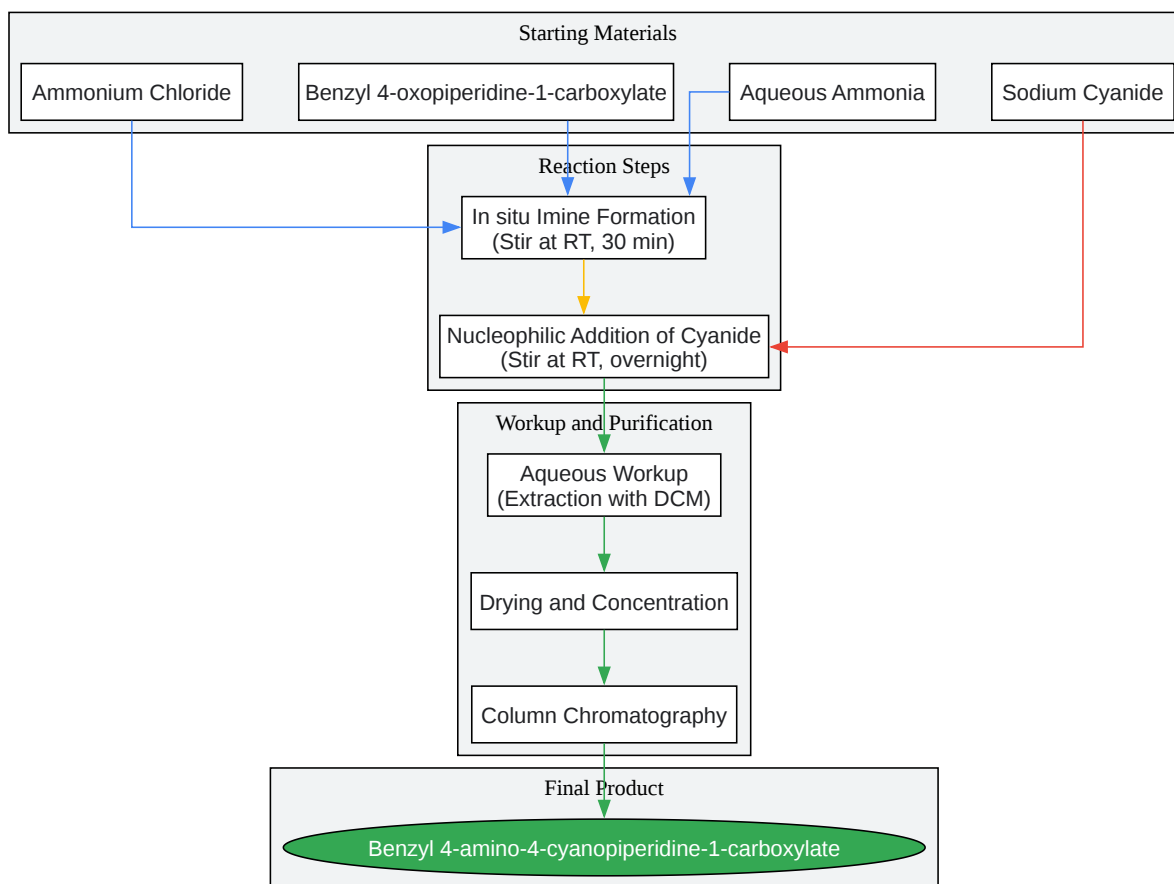 Starting Materials
Ammonium Chloride
Benzyl 4-oxopiperidine-1-carboxylate
Aqueous Ammonia
Sodium Cyanide
Reaction Steps
In situ Imine Formation
(Stir at RT, 30 min)
Nucleophilic Addition of Cyanide
(Stir at RT, overnight)
Workup and Purification
Aqueous Workup
(Extraction with DCM)
Drying and Concentration
Column Chromatography
Final Product
Benzyl 4-amino-4-cyanopiperidine-1-carboxylate